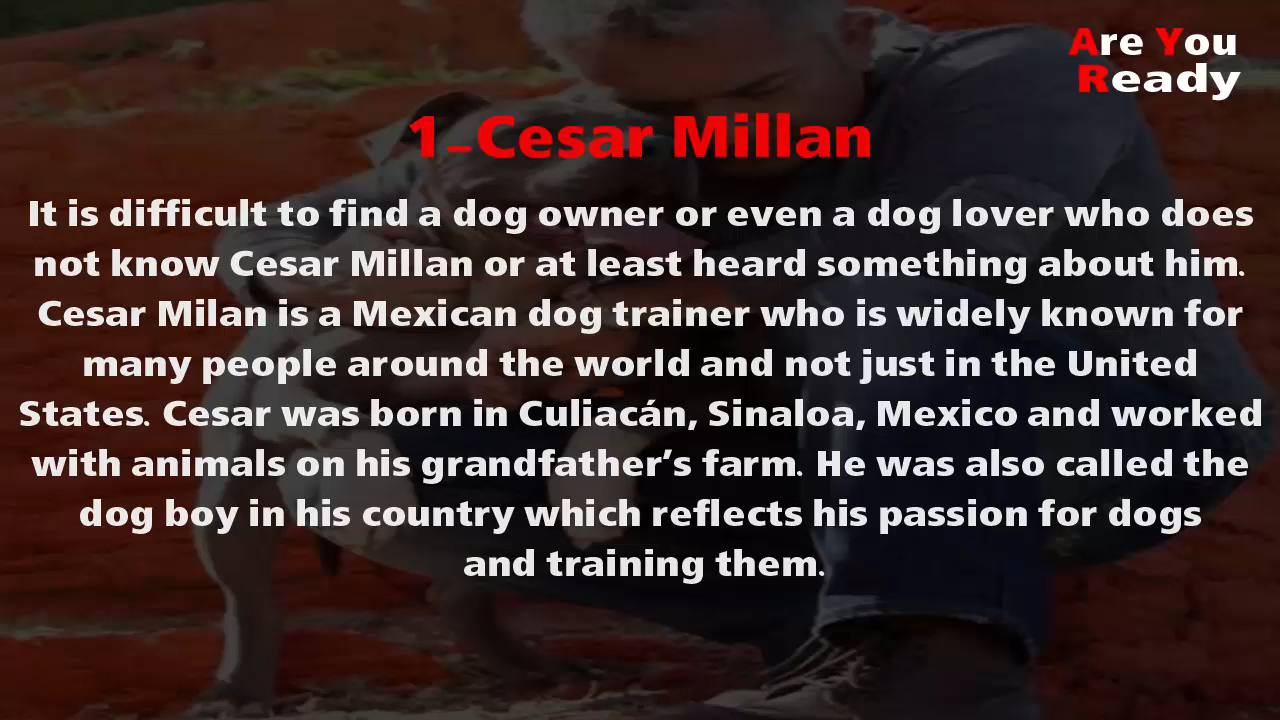 Are You
Ready
1-Cesar Millan
It is difficult to find a dog owner or even a dog lover who does
not know Cesar Millan or at least heard something about him.
Cesar Milan is a Mexican dog trainer who is widely known for
many people around the world and not just in the United
States. Cesar was born in Culiacán, Sinaloa, Mexico and worked
with animals on his grandfather’s farm. He was also called the
dog boy in his country which reflects his passion for dogs
and training them.